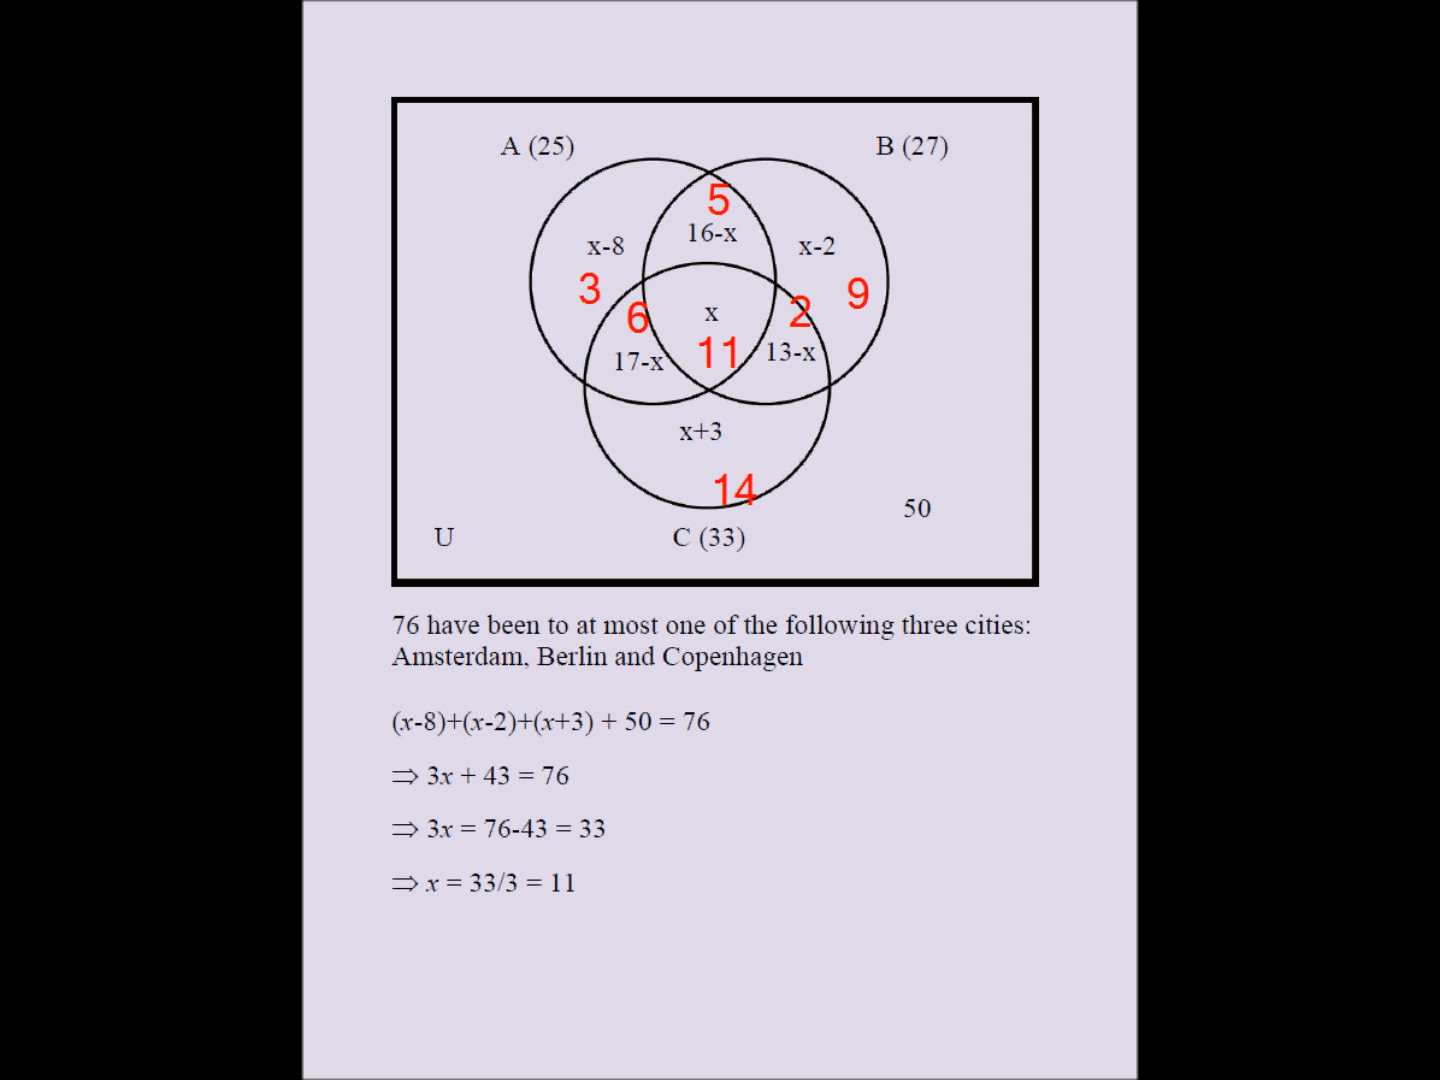 A (25)
B (27)
5
16-x
x-8
x-2
3
9
6
2
x
11
13-x
17-x
x+3
14
50
U
C (33)
76 have been to at most one of the following three cities:
Amsterdam, Berlin and Copenhagen
(x-8)+(x-2)+(x+3) + 50 = 76
⇒ 3x + 43 = 76
⇒ 3x = 76-43 = 33
⇒ x = 33/3 = 11